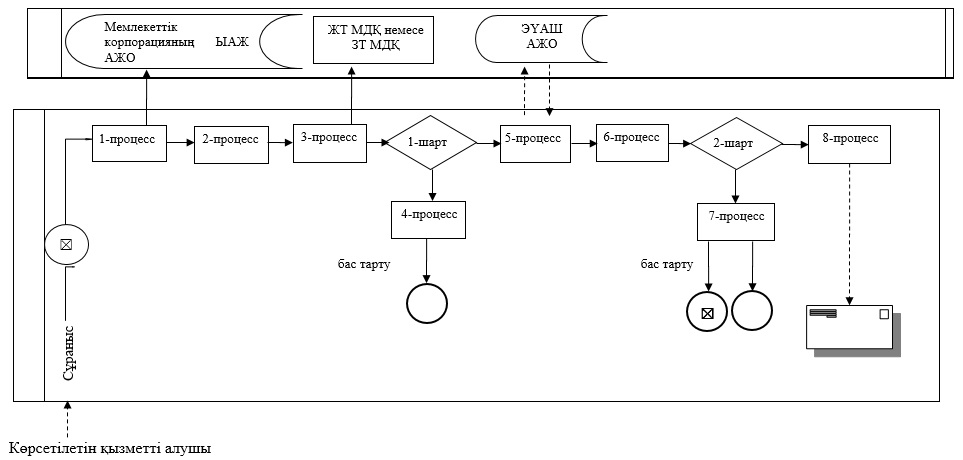 Мемлекеттік
корпорацияның ЫАЖ
АЖО
ЖТ МДҚ немесе
ЗТ МДҚ
ЭҮАШ
АЖО
1-процесс
2-процесс
3-процесс
1-шарт
5-процесс
6-процесс
2-шарт
8-процесс
4-процесс
7-процесс
бас тарту
бас тарту
Сұраныс
Көрсетілетін қызметті алушы